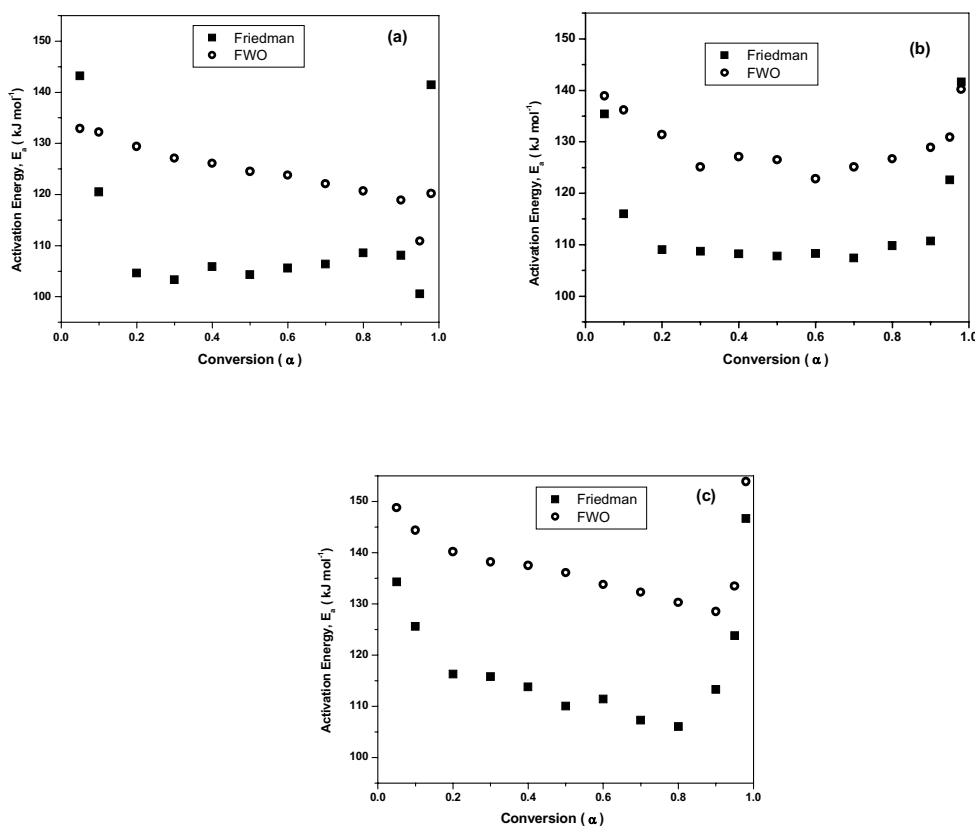 (a)
Friedman
FWO
150
140
130
120
110
100
0.0 0.2 0.4 0.6 0.8 1.0
Activation Energy, Eₐ ( kJ mol⁻¹)
Conversion ( α )
(b)
Friedman
FWO
150
140
130
120
110
100
0.0 0.2 0.4 0.6 0.8 1.0
Activation Energy, Eₐ ( kJ mol⁻¹)
Conversion ( α )
(c)
Friedman
FWO
150
140
130
120
110
100
0.0 0.2 0.4 0.6 0.8 1.0
Activation Energy, Eₐ ( kJ mol⁻¹)
Conversion ( α )